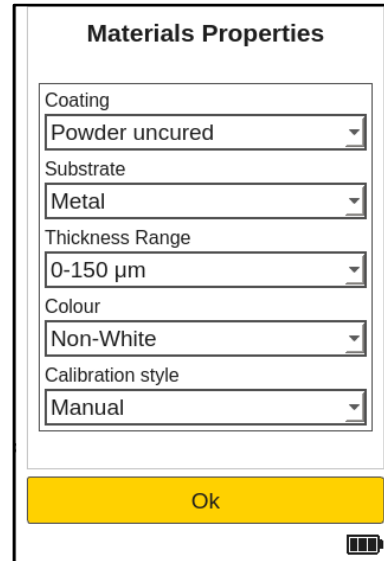 Materials Properties
Coating
Powder uncured
Substrate
Metal
Thickness Range
0-150 μm
Colour
Non-White
Calibration style
Manual
Ok